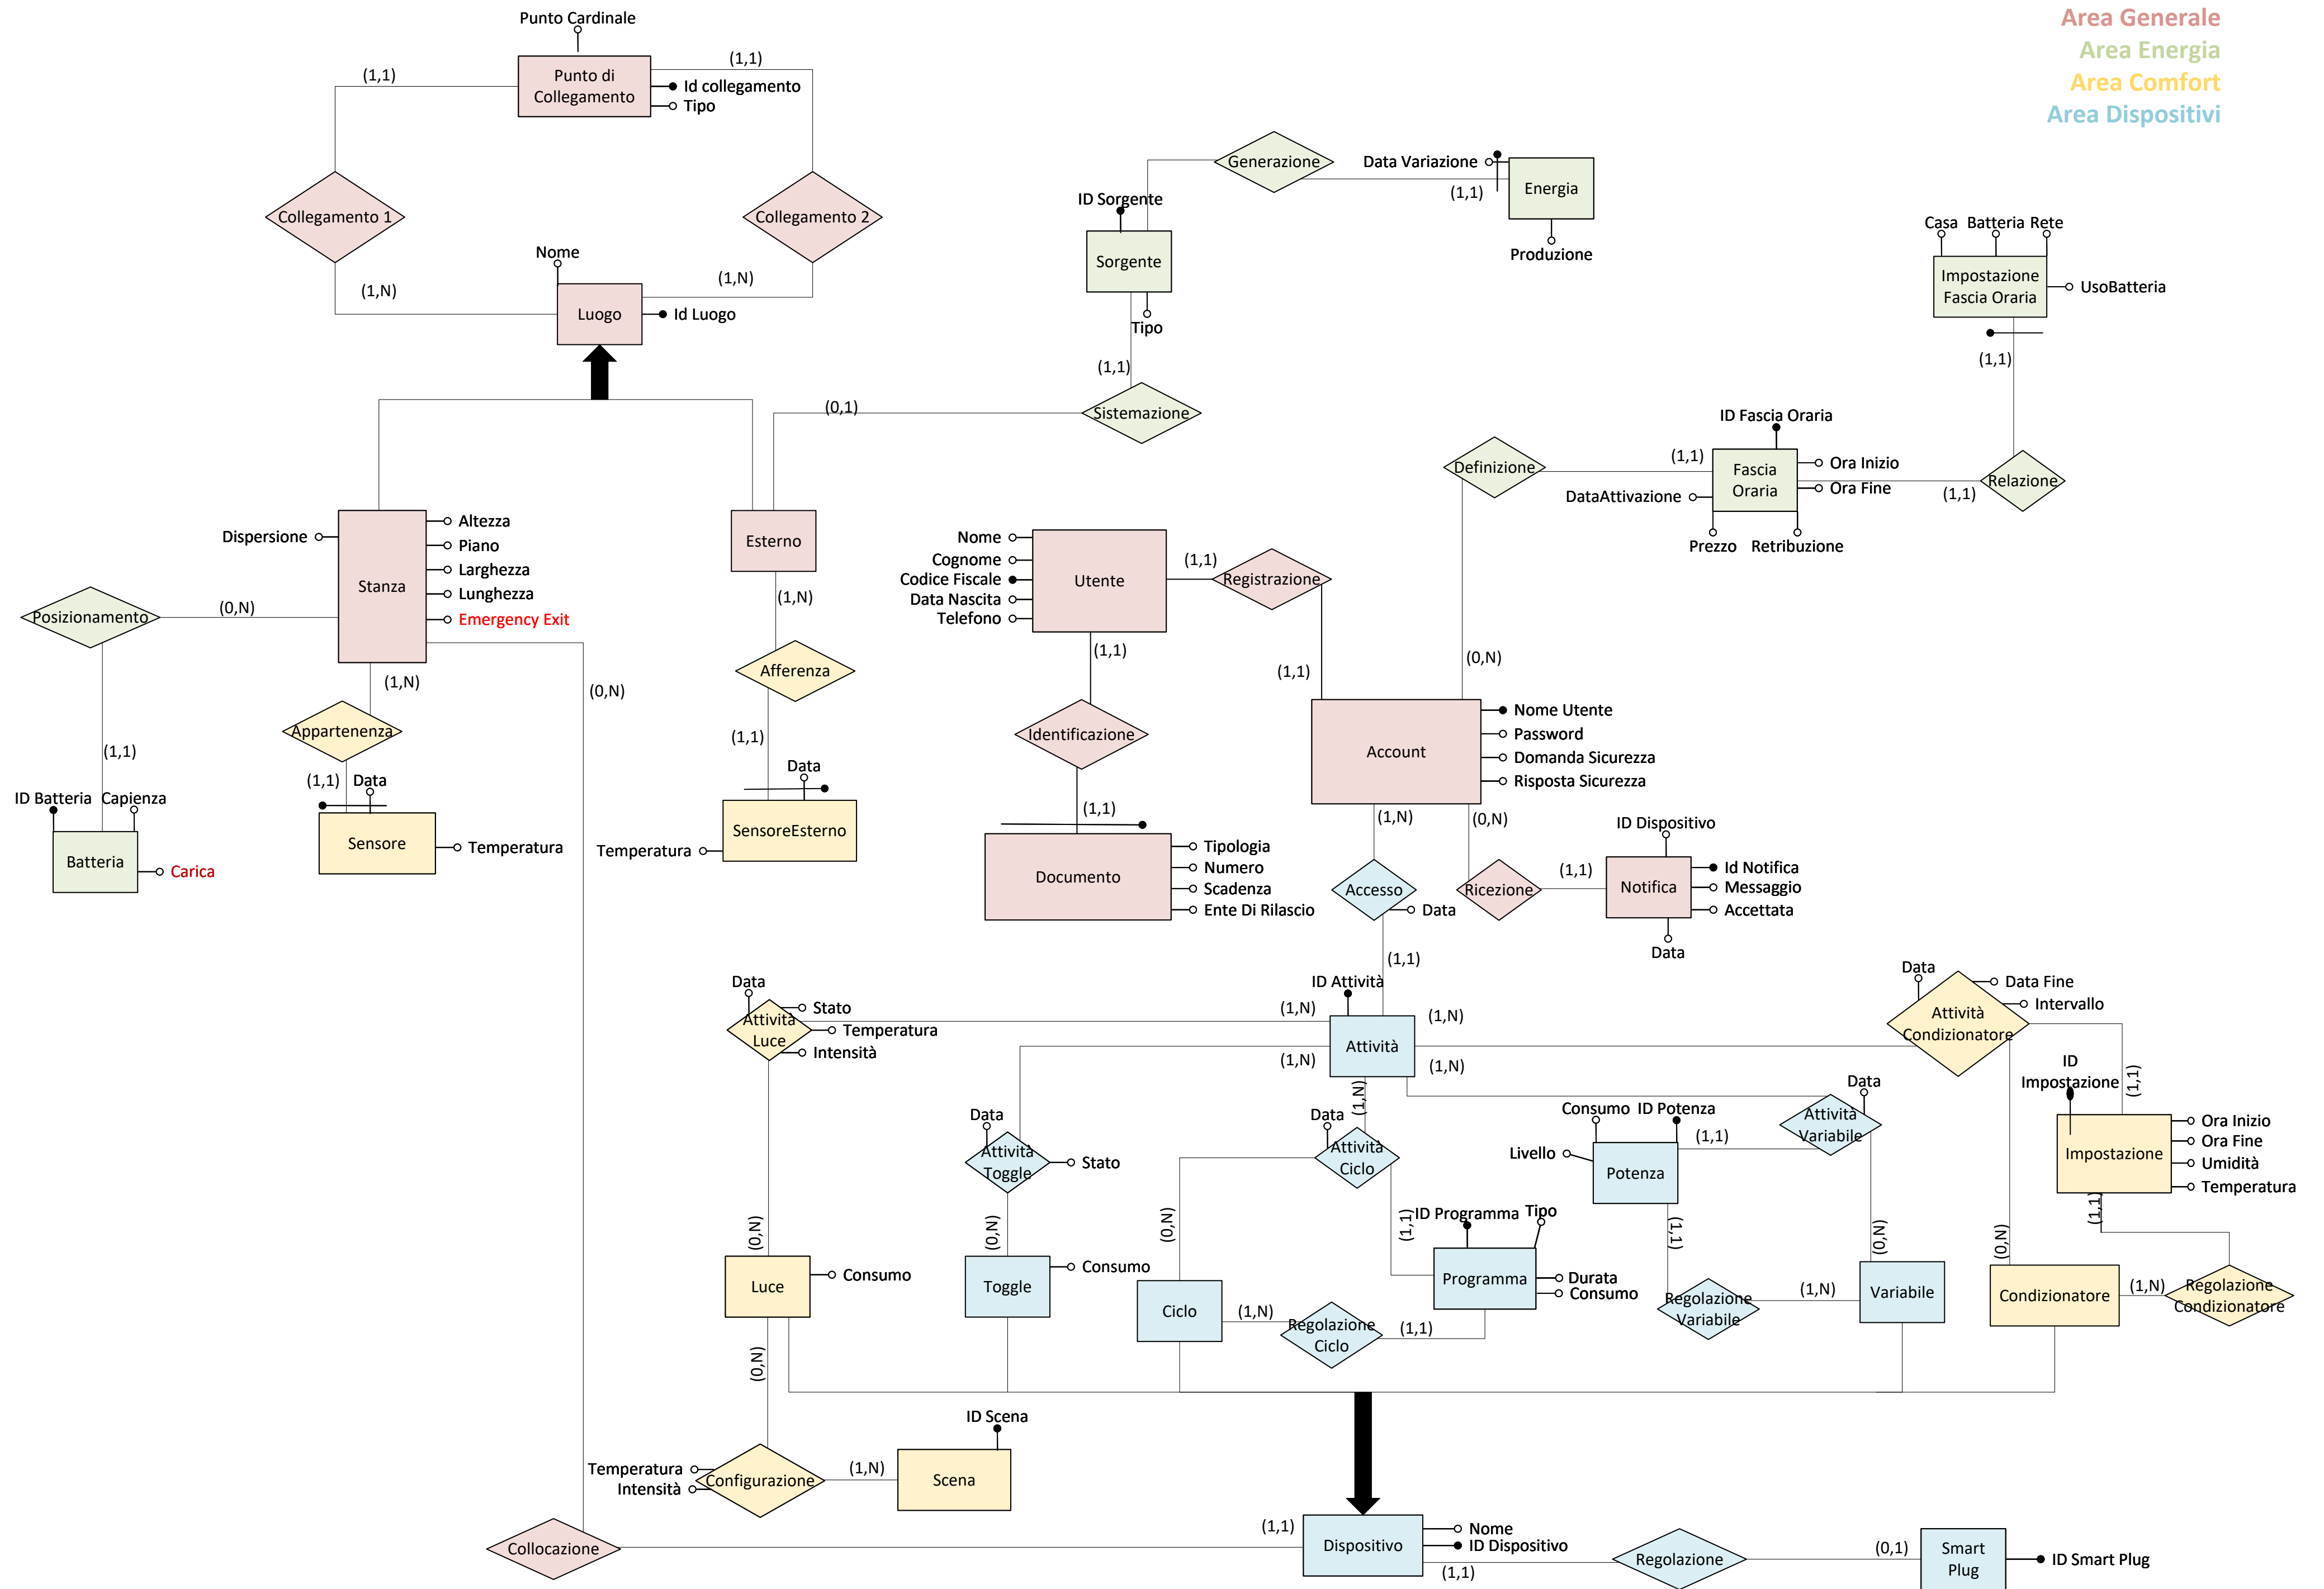 Area Generale
Area Energia
Area Comfort
Area Dispositivi
Punto Cardinale
(1,1)
(1,1)
Punto di
Collegamento
Id collegamento
Tipo
Collegamento 1
Collegamento 2
(1,N)
(1,N)
Nome
Luogo
Id Luogo
Generazione
Data Variazione
(1,1)
Energia
Produzione
ID Sorgente
Sorgente
Tipo
(1,1)
Sistemazione
(0,1)
Casa
Batteria
Rete
Impostazione
Fascia Oraria
UsoBatteria
(1,1)
ID Fascia Oraria
Definizione
(1,1)
Fascia
Oraria
Ora Inizio
Ora Fine
DataAttivazione
Prezzo
Retribuzione
(1,1)
Relazione
Dispersione
Stanza
Altezza
Piano
Larghezza
Lunghezza
Emergency Exit
Esterno
Posizionamento
(0,N)
(1,N)
(0,N)
(1,N)
Afferenza
Appartenenza
(1,1)
(1,1)
(1,1)
Data
Data
ID Batteria
Capienza
Batteria
Carica
Sensore
Temperatura
SensoreEsterno
Temperatura
Nome
Cognome
Codice Fiscale
Data Nascita
Telefono
Utente
(1,1)
Registrazione
(1,1)
(1,1)
(0,N)
Identificazione
(1,1)
Documento
Tipologia
Numero
Scadenza
Ente Di Rilascio
Account
Nome Utente
Password
Domanda Sicurezza
Risposta Sicurezza
(1,N)
(0,N)
Accesso
Data
Ricezione
(1,1)
ID Dispositivo
Notifica
Id Notifica
Messaggio
Accettata
Data
(1,1)
ID Attività
Attività
(1,N)
(1,N)
(1,N)
(1,N)
(1,N)
Data
Attività
Luce
Stato
Temperatura
Intensità
Data
Attività
Condizionatore
Data Fine
Intervallo
Data
Attività
Toggle
Stato
Data
Attività
Ciclo
Consumo
ID Potenza
Livello
Potenza
(1,1)
Data
Attività
Variabile
ID
Impostazione
(1,1)
Impostazione
Ora Inizio
Ora Fine
Umidità
Temperatura
(0,N)
(0,N)
(0,N)
(1,1)
(1,1)
(0,N)
(0,N)
(1,1)
Luce
Consumo
Toggle
Consumo
Ciclo
(1,N)
Regolazione
Ciclo
(1,1)
ID Programma
Tipo
Programma
Durata
Consumo
Regolazione
Variabile
(1,N)
Variabile
Condizionatore
(1,N)
Regolazione
Condizionatore
(0,N)
ID Scena
Temperatura
Intensità
Configurazione
(1,N)
Scena
Collocazione
(1,1)
Dispositivo
Nome
ID Dispositivo
(1,1)
Regolazione
(0,1)
Smart
Plug
ID Smart Plug